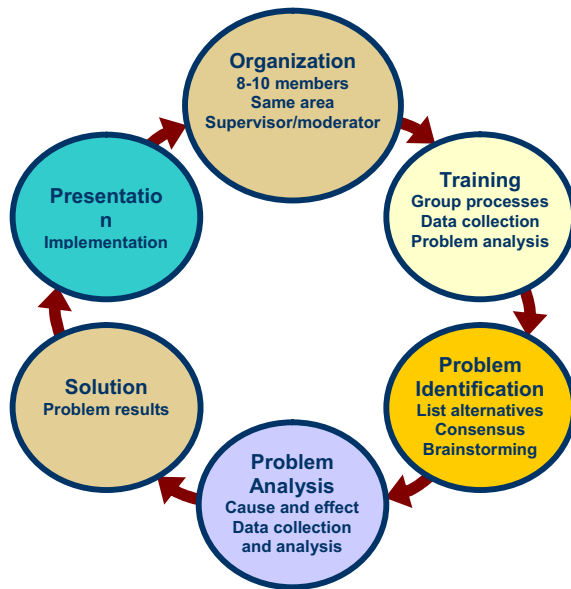 Organization
8-10 members
Same area
Supervisor/moderator
Training
Group processes
Data collection
Problem analysis
Problem
Identification
List alternatives
Consensus
Brainstorming
Problem
Analysis
Cause and effect
Data collection
and analysis
Solution
Problem results
Presentatio
n
Implementation